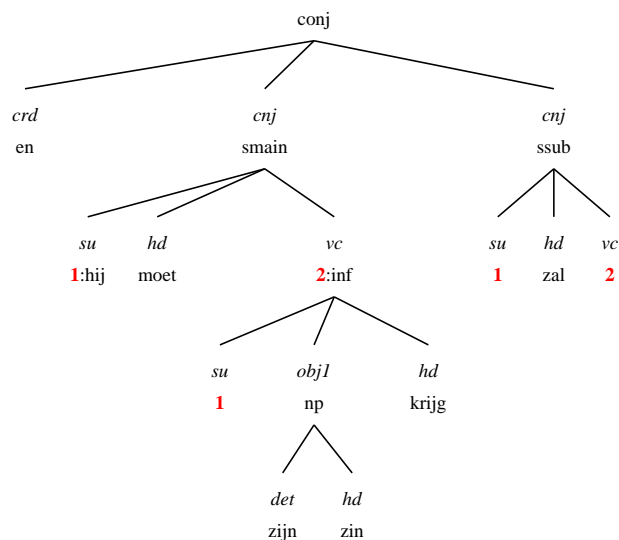 conj
crd cnj cnj
en smain ssub
su hd vc su hd vc
1:hij moet 2:inf 1 zal 2
su obj1 hd
1 np krijg
det hd
zijn zin